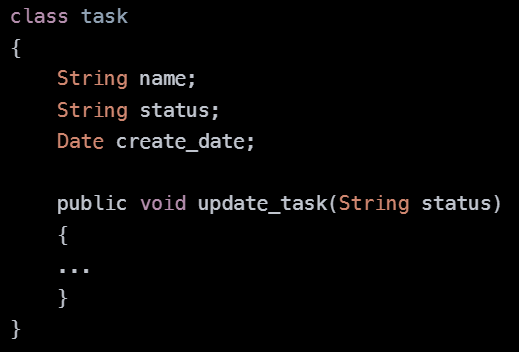 class task
{
    String name;
    String status;
    Date create_date;

    public void update_task(String status)
    {
    ...
    }
}